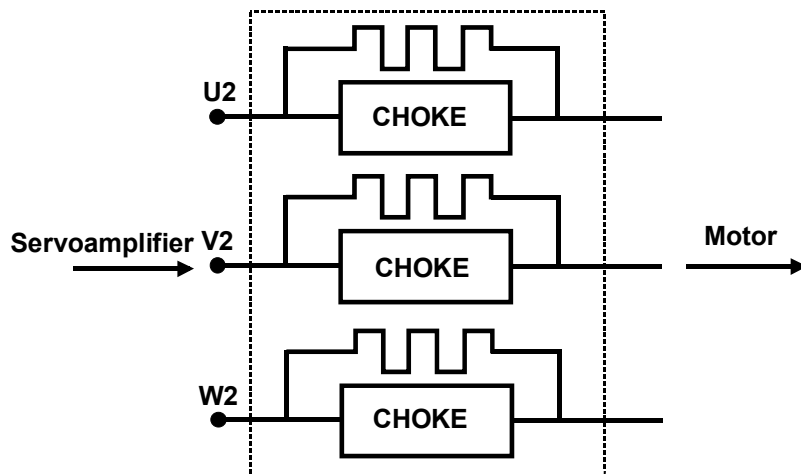 U2
CHOKE
Servoamplifier
V2
CHOKE
Motor
W2
CHOKE